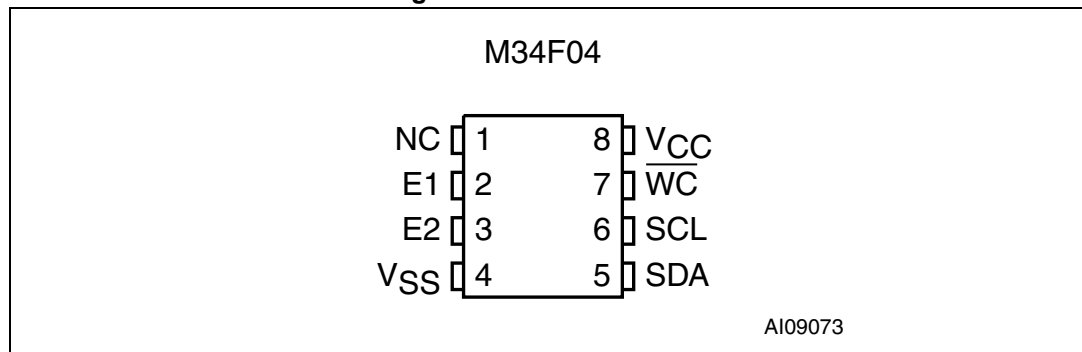 M34F04
NC 1 8 VCC
E1 2 7 WC
E2 3 6 SCL
VSS 4 5 SDA
AI09073